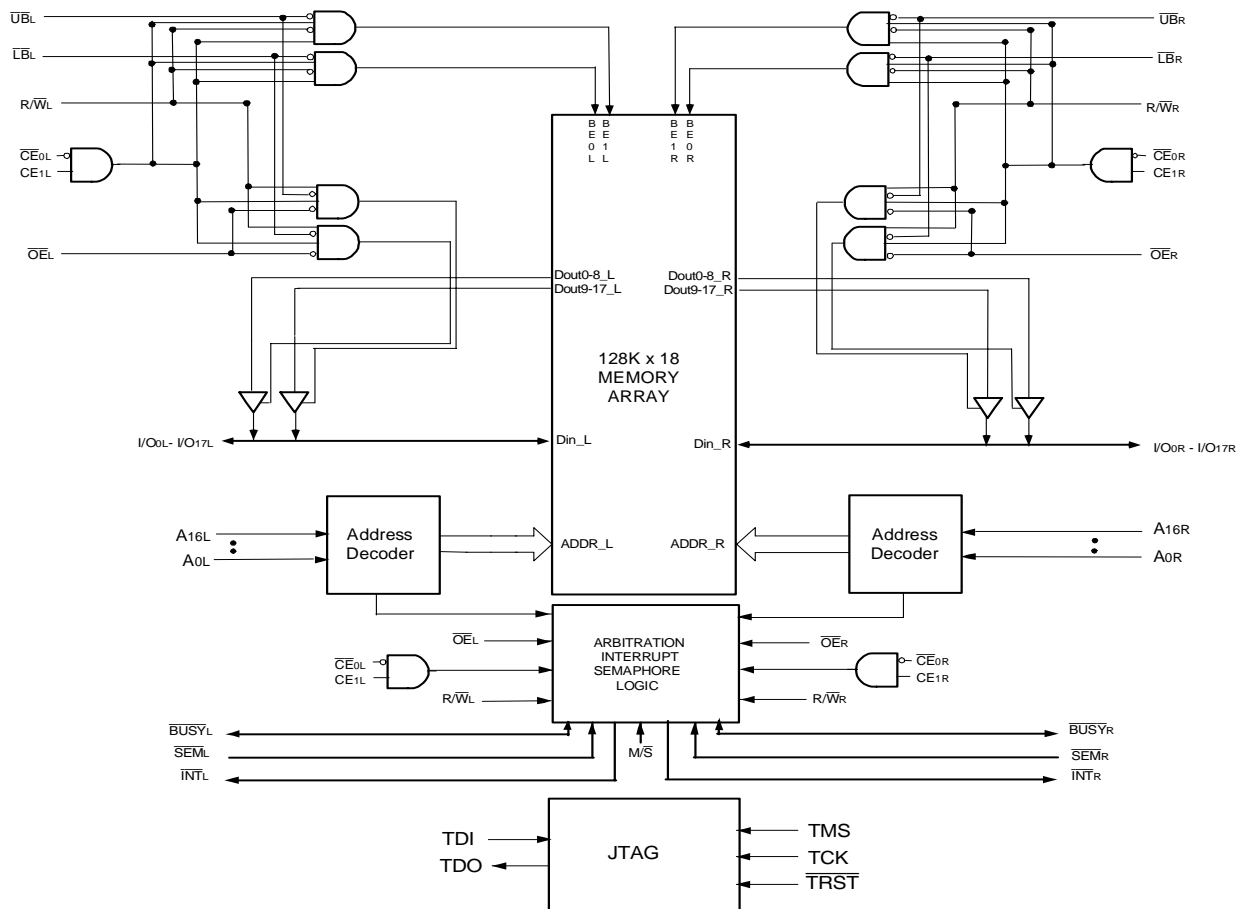 UBL
UBR
LBL
LBR
R/WL
R/WR
CE0L
CE1L
CE0R
CE1R
BE0L
BE1L
BE1R
BE0R
OEL
OER
Dout0-8_L
Dout9-17_L
Dout0-8_R
Dout9-17_R
128K x 18
MEMORY
ARRAY
I/O0L- I/O17L
Din_L
Din_R
I/O0R - I/O17R
A16L
A0L
Address
Decoder
ADDR_L
ADDR_R
Address
Decoder
A16R
A0R
OEL
CE0L
CE1L
R/WL
ARBITRATION
INTERRUPT
SEMAPHORE
LOGIC
OER
CE0R
CE1R
R/WR
BUSYL
SEML
INTL
M/S
BUSYR
SEMR
INTR
TDI
TDO
JTAG
TMS
TCK
TRST